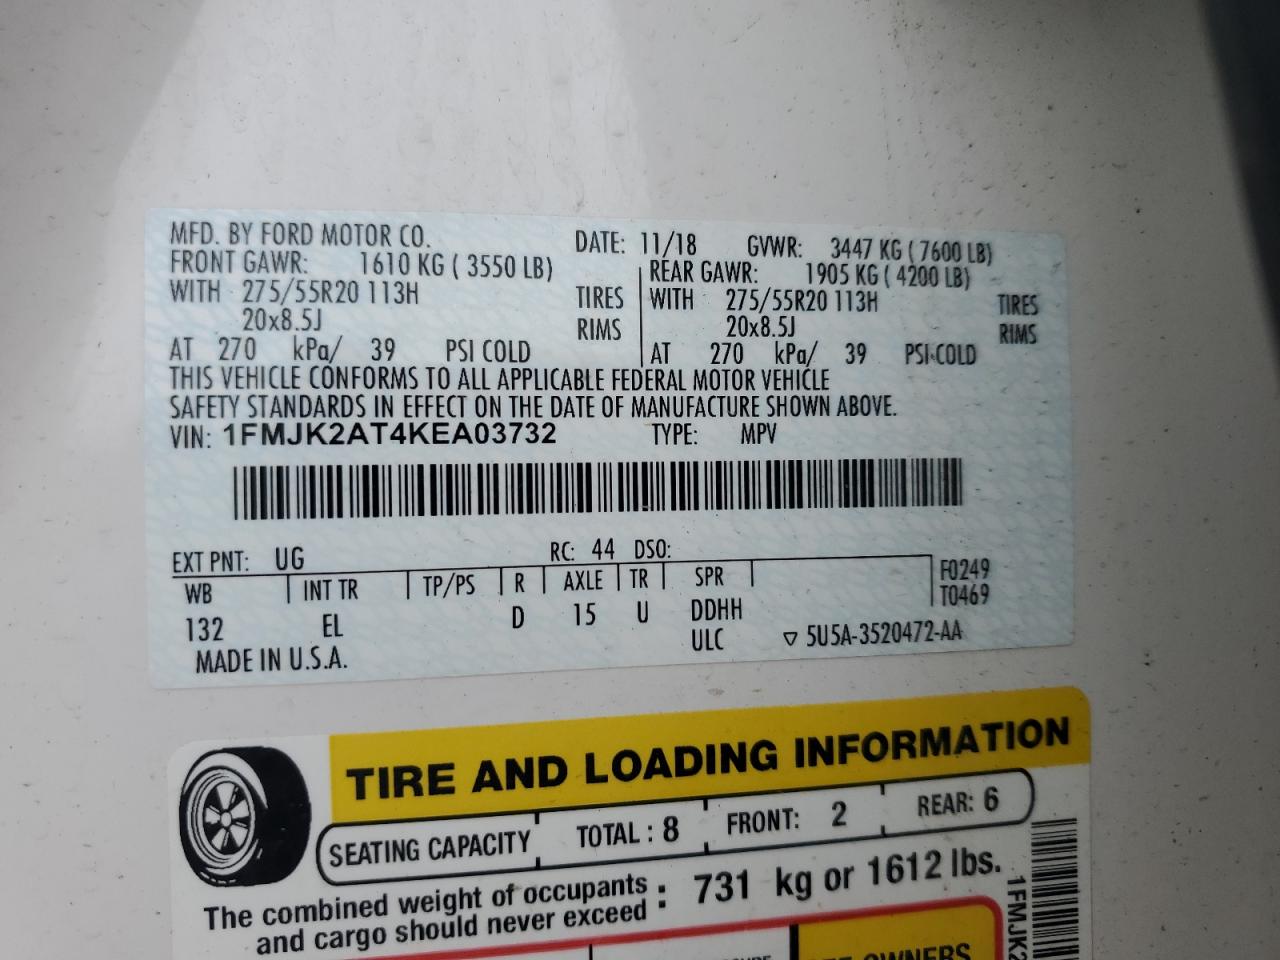 MFD. BY FORD MOTOR CO. DATE: 11/18 GVWR: 3447 KG ( 7600 LB)
FRONT GAWR: 1610 KG ( 3550 LB) REAR GAWR: 1905 KG ( 4200 LB)
WITH 275/55R20 113H TIRES WITH 275/55R20 113H TIRES
20x8.5J RIMS 20x8.5J RIMS
AT 270 kPa/ 39 PSI COLD AT 270 kPa/ 39 PSI COLD
THIS VEHICLE CONFORMS TO ALL APPLICABLE FEDERAL MOTOR VEHICLE
SAFETY STANDARDS IN EFFECT ON THE DATE OF MANUFACTURE SHOWN ABOVE.
VIN: 1FMJK2AT4KEA03732 TYPE: MPV
EXT PNT: UG RC: 44 DSO:
WB INT TR TP/PS R AXLE TR SPR F0249
T0469
132 EL D 15 U DDHH
ULC ▽ 5U5A-3520472-AA
MADE IN U.S.A.
TIRE AND LOADING INFORMATION
SEATING CAPACITY TOTAL : 8 FRONT: 2 REAR: 6
The combined weight of occupants
and cargo should never exceed : 731 kg or 1612 lbs.
1FMJK2
OWNERS